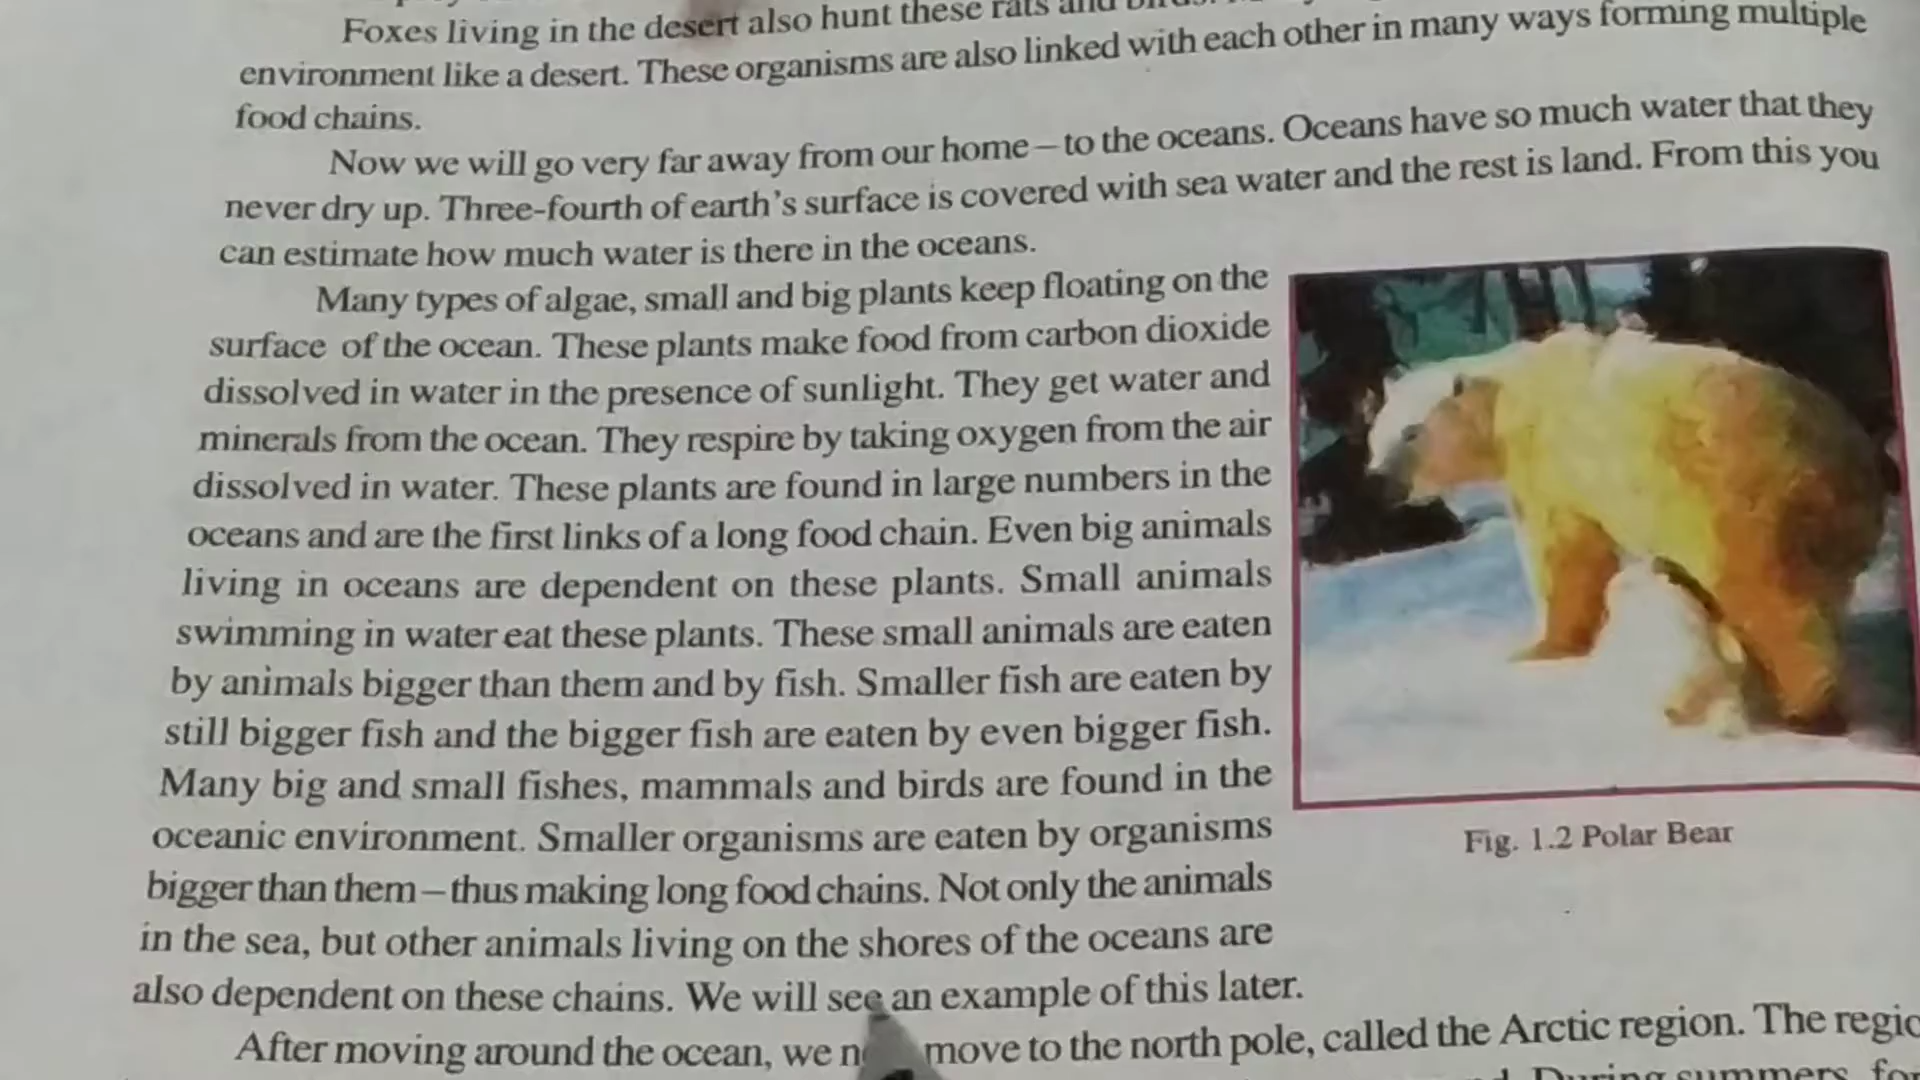 Foxes living in the desert also hunt these rats and
environment like a desert. These organisms are also linked with each other in many ways forming multiple
food chains.
Now we will go very far away from our home—to the oceans. Oceans have so much water that they
never dry up. Three-fourth of earth's surface is covered with sea water and the rest is land. From this you
can estimate how much water is there in the oceans.
Many types of algae, small and big plants keep floating on the
surface of the ocean. These plants make food from carbon dioxide
dissolved in water in the presence of sunlight. They get water and
minerals from the ocean. They respire by taking oxygen from the air
dissolved in water. These plants are found in large numbers in the
oceans and are the first links of a long food chain. Even big animals
living in oceans are dependent on these plants. Small animals
swimming in water eat these plants. These small animals are eaten
by animals bigger than them and by fish. Smaller fish are eaten by
still bigger fish and the bigger fish are eaten by even bigger fish.
Many big and small fishes, mammals and birds are found in the
oceanic environment. Smaller organisms are eaten by organisms
bigger than them—thus making long food chains. Not only the animals
in the sea, but other animals living on the shores of the oceans are
also dependent on these chains. We will see an example of this later.
Fig. 1.2 Polar Bear
After moving around the ocean, we move to the north pole, called the Arctic region. The
During summers,